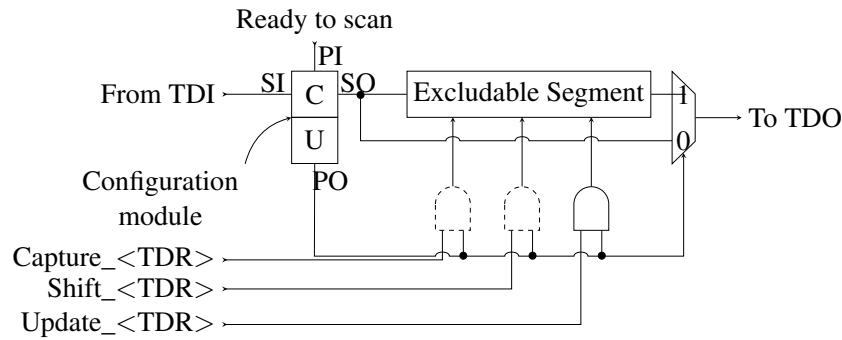 Ready to scan
PI
SI
SO
From TDI
C
Excludable Segment
1
To TDO
U
0
PO
Configuration
module
Capture_<TDR>
Shift_<TDR>
Update_<TDR>